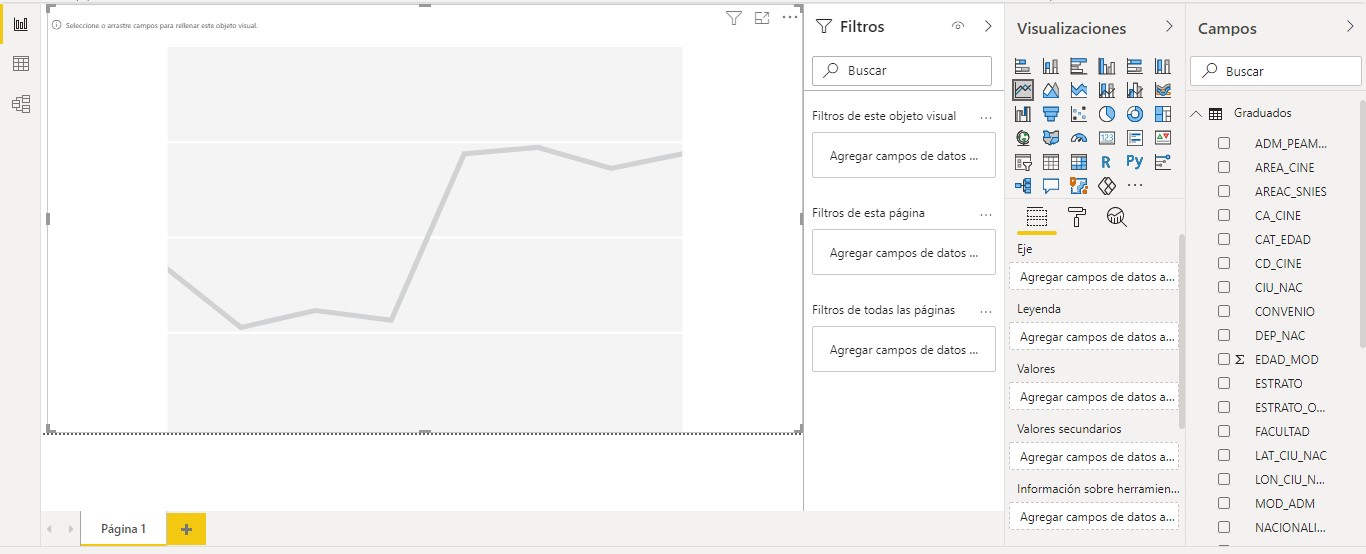 Seleccione o arrastre campos para rellenar este objeto visual.
Página 1
Filtros
Buscar
Filtros de este objeto visual
Agregar campos de datos ...
Filtros de esta página
Agregar campos de datos ...
Filtros de todas las páginas
Agregar campos de datos ...
Visualizaciones
123
R
Py
Eje
Agregar campos de datos a...
Leyenda
Agregar campos de datos a...
Valores
Agregar campos de datos a...
Valores secundarios
Agregar campos de datos a...
Información sobre herramien...
Agregar campos de datos a...
Campos
Buscar
Graduados
ADM_PEAM...
AREA_CINE
AREAC_SNIES
CA_CINE
CAT_EDAD
CD_CINE
CIU_NAC
CONVENIO
DEP_NAC
Σ EDAD_MOD
ESTRATO
ESTRATO_O...
FACULTAD
LAT_CIU_NAC
LON_CIU_N...
MOD_ADM
NACIONALI...